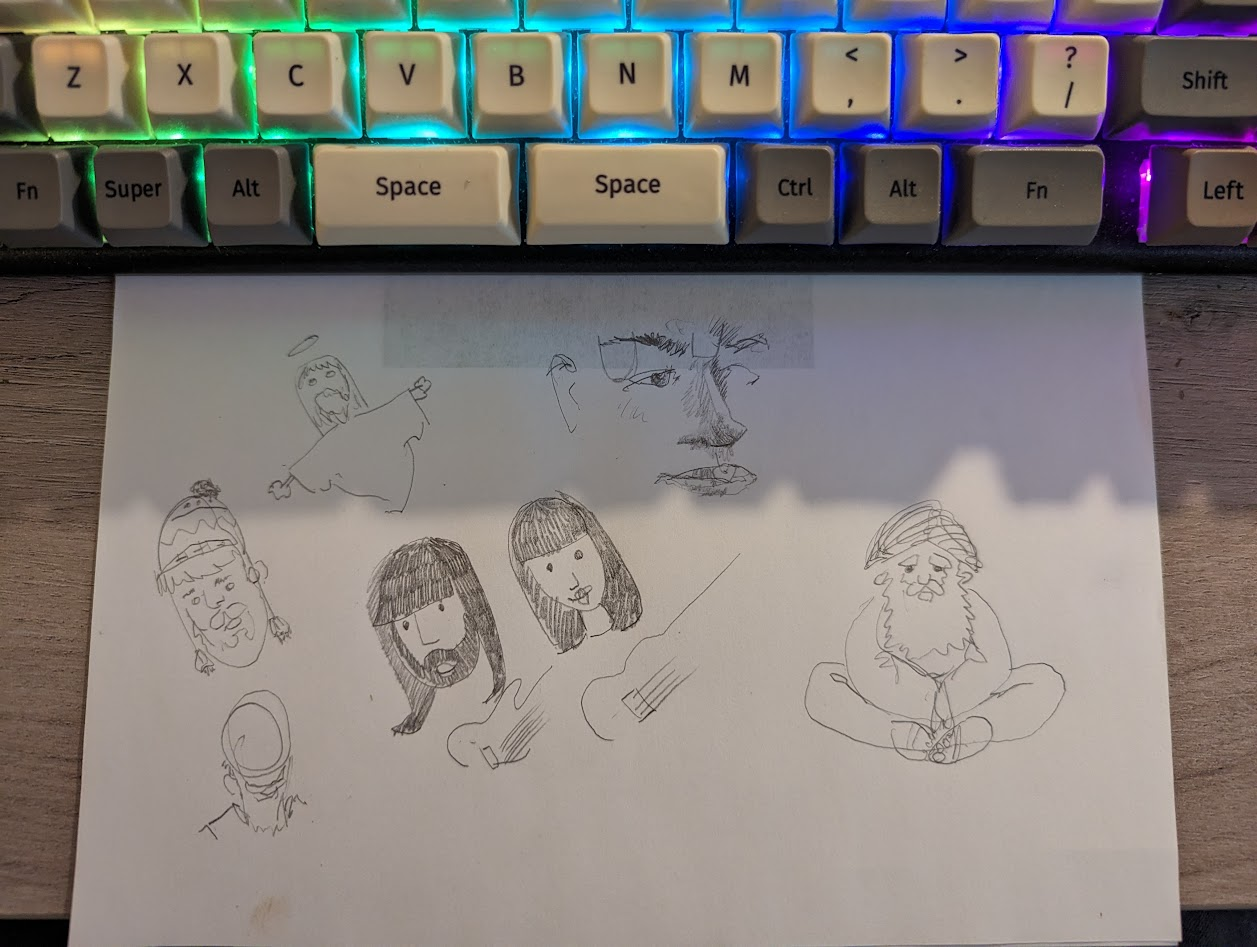 Z X C V B N M < , > . ? / Shift
Fn Super Alt Space Space Ctrl Alt Fn Left